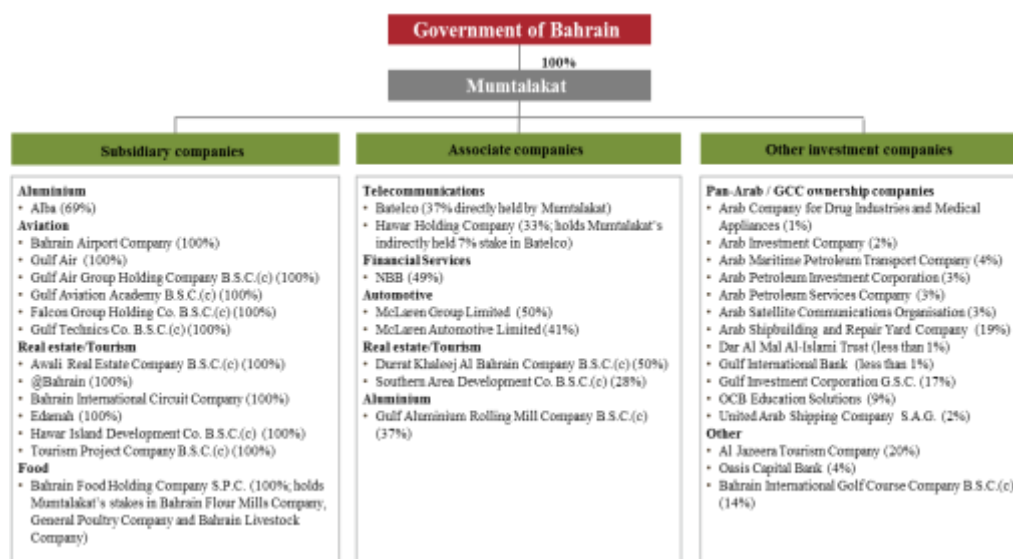 Government of Bahrain
100%
Mumtalakat
Subsidiary companies
Aluminium
• Alba (69%)
Aviation
• Bahrain Airport Company (100%)
• Gulf Air (100%)
• Gulf Air Group Holding Company B.S.C.(c) (100%)
• Gulf Aviation Academy B.S.C.(c) (100%)
• Falcon Group Holding Co. B.S.C.(c) (100%)
• Gulf Technics Co. B.S.C.(c) (100%)
Real estate/Tourism
• Awali Real Estate Company B.S.C.(c) (100%)
• @Bahrain (100%)
• Bahrain International Circuit Company (100%)
• Edamah (100%)
• Hawar Island Development Co. B.S.C.(c) (100%)
• Tourism Project Company B.S.C.(c) (100%)
Food
• Bahrain Food Holding Company S.P.C. (100%; holds
Mumtalakat's stakes in Bahrain Flour Mills Company,
General Poultry Company and Bahrain Livestock
Company)
Associate companies
Telecommunications
• Batelco (37% directly held by Mumtalakat)
• Hawar Holding Company (33%; holds Mumtalakat's
indirectly held 7% stake in Batelco)
Financial Services
• NBB (49%)
Automotive
• McLaren Group Limited (50%)
• McLaren Automotive Limited (41%)
Real estate/Tourism
• Durrat Khaleej Al Bahrain Company B.S.C.(c) (50%)
• Southern Area Development Co. B.S.C.(c) (28%)
Aluminium
• Gulf Aluminium Rolling Mill Company B.S.C.(c)
(37%)
Other investment companies
Pan-Arab / GCC ownership companies
• Arab Company for Drug Industries and Medical
Appliances (1%)
• Arab Investment Company (2%)
• Arab Maritime Petroleum Transport Company (4%)
• Arab Petroleum Investment Corporation (3%)
• Arab Petroleum Services Company (3%)
• Arab Satellite Communications Organisation (3%)
• Arab Shipbuilding and Repair Yard Company (19%)
• Dar Al Mal Al-Islami Trust (less than 1%)
• Gulf International Bank (less than 1%)
• Gulf Investment Corporation G.S.C. (17%)
• OCB Education Solutions (9%)
• United Arab Shipping Company S.A.G. (2%)
Other
• Al Jazeera Tourism Company (20%)
• Oasis Capital Bank (4%)
• Bahrain International Golf Course Company B.S.C.(c)
(14%)